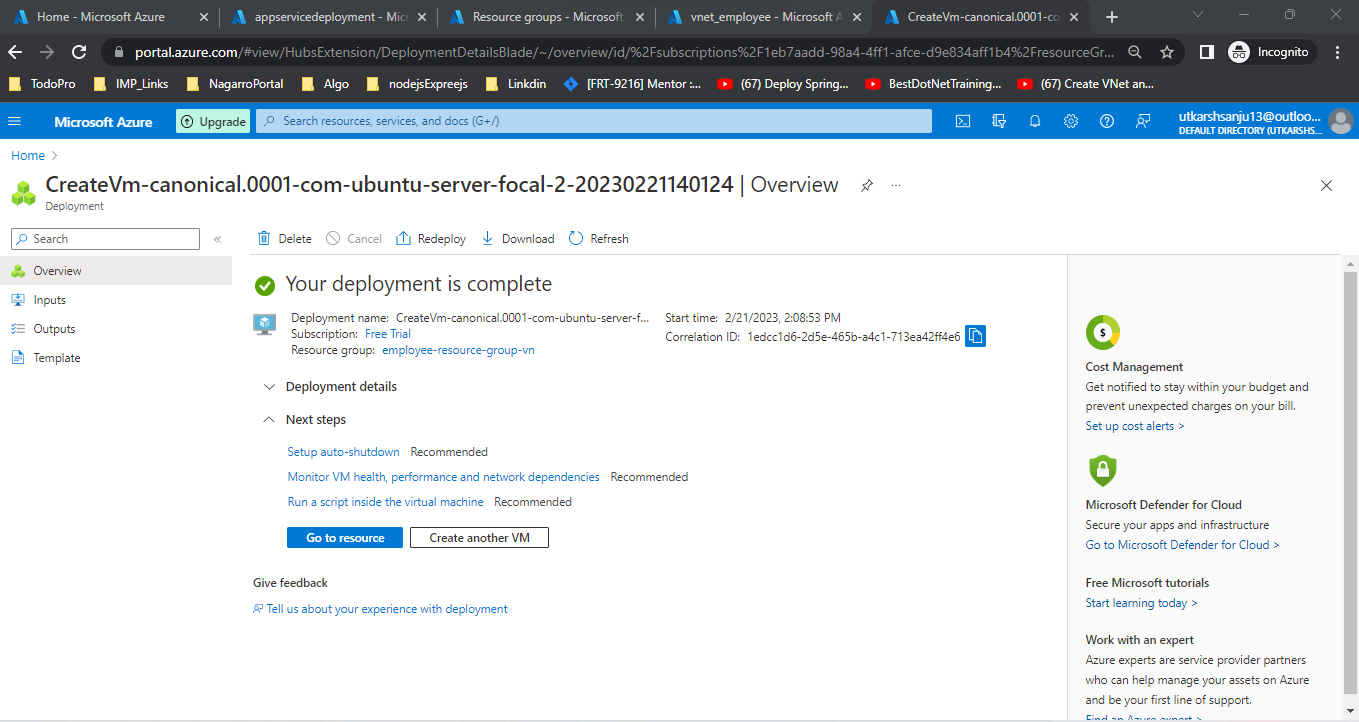 Home - Microsoft Azure
appservicedeployment - Mic
Resource groups - Microsoft
vnet_employee - Microsoft A
CreateVm-canonical.0001-co
portal.azure.com/#view/HubsExtension/DeploymentDetailsBlade/~/overview/id/%2Fsubscriptions%2F1eb7aadd-98a4-4ff1-afce-d9e834aff1b4%2FresourceGr...
Incognito
TodoPro
IMP_Links
NagarroPortal
Algo
nodejsExpreejs
Linkdin
[FRT-9216] Mentor :...
(67) Deploy Spring...
BestDotNetTraining...
(67) Create VNet an...
Microsoft Azure
Upgrade
Search resources, services, and docs (G+/)
utkarshsanju13@outloo...
DEFAULT DIRECTORY (UTKARSHS...
Home >
CreateVm-canonical.0001-com-ubuntu-server-focal-2-20230221140124 | Overview
...
Deployment
Search
«
Delete
Cancel
Redeploy
Download
Refresh
Overview
Inputs
Outputs
Template
Your deployment is complete
Deployment name: CreateVm-canonical.0001-com-ubuntu-server-f...
Subscription: Free Trial
Resource group: employee-resource-group-vn
Start time: 2/21/2023, 2:08:53 PM
Correlation ID: 1edcc1d6-2d5e-465b-a4c1-713ea42ff4e6
Deployment details
Next steps
Setup auto-shutdown Recommended
Monitor VM health, performance and network dependencies Recommended
Run a script inside the virtual machine Recommended
Go to resource
Create another VM
Give feedback
Tell us about your experience with deployment
$
Cost Management
Get notified to stay within your budget and
prevent unexpected charges on your bill.
Set up cost alerts >
Microsoft Defender for Cloud
Secure your apps and infrastructure
Go to Microsoft Defender for Cloud >
Free Microsoft tutorials
Start learning today >
Work with an expert
Azure experts are service provider partners
who can help manage your assets on Azure
and be your first line of support.
Find an Azure expert >